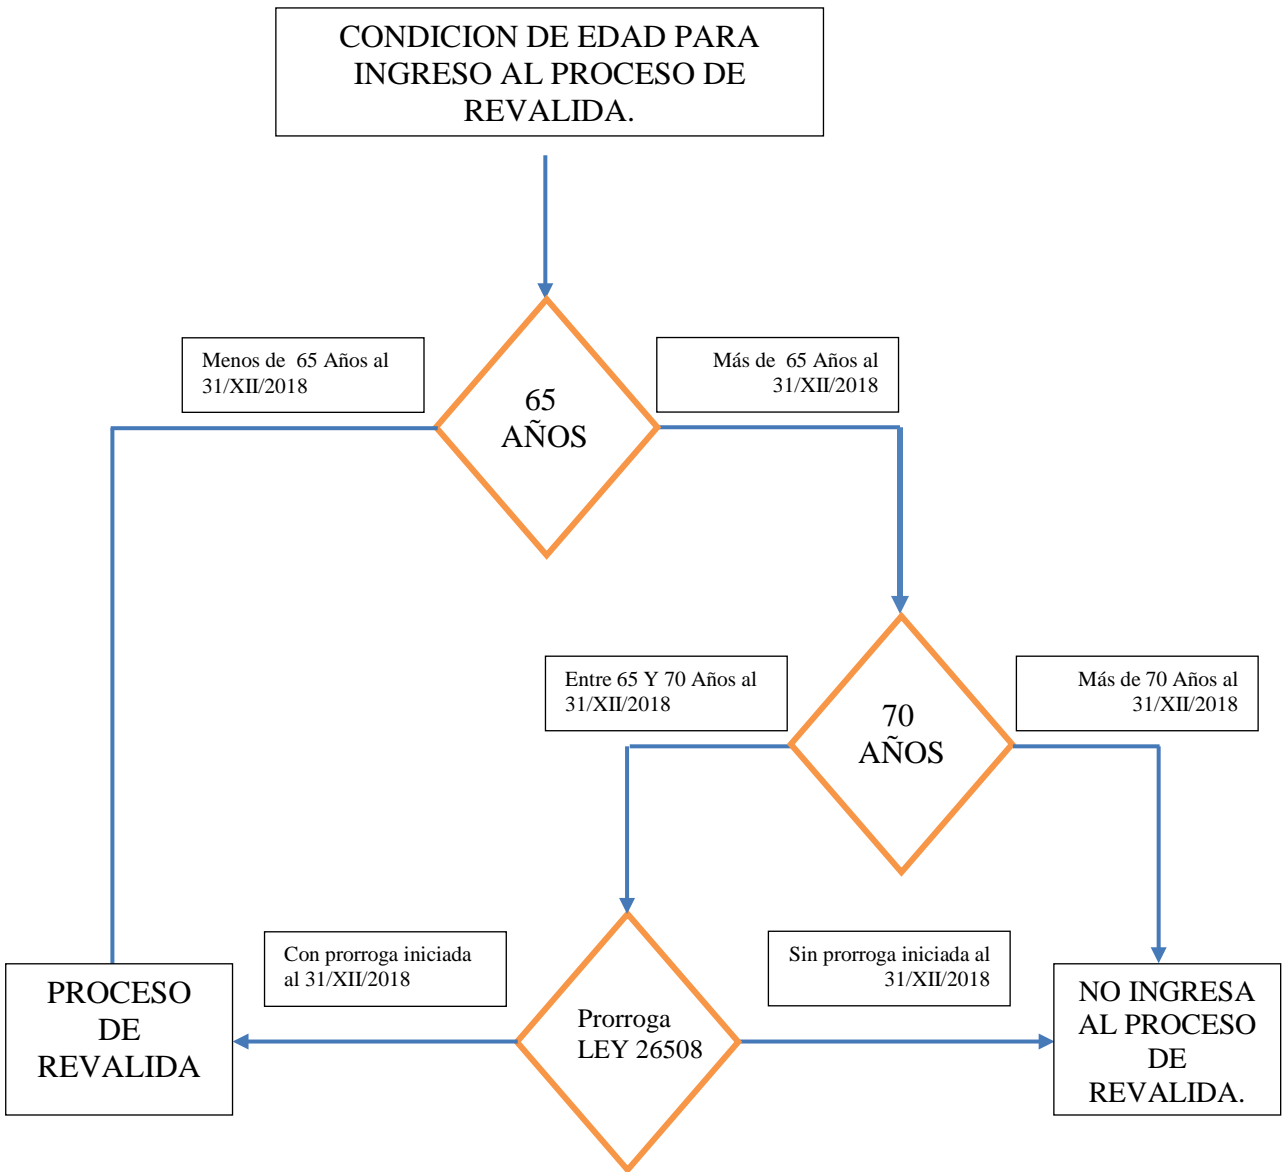 CONDICION DE EDAD PARA
INGRESO AL PROCESO DE
REVALIDA.
Menos de 65 Años al
31/XII/2018
Más de 65 Años al
31/XII/2018
65
AÑOS
Entre 65 Y 70 Años al
31/XII/2018
Más de 70 Años al
31/XII/2018
70
AÑOS
Con prorroga iniciada
al 31/XII/2018
Sin prorroga iniciada al
31/XII/2018
PROCESO
DE
REVALIDA
Prorroga
LEY 26508
NO INGRESA
AL PROCESO
DE
REVALIDA.